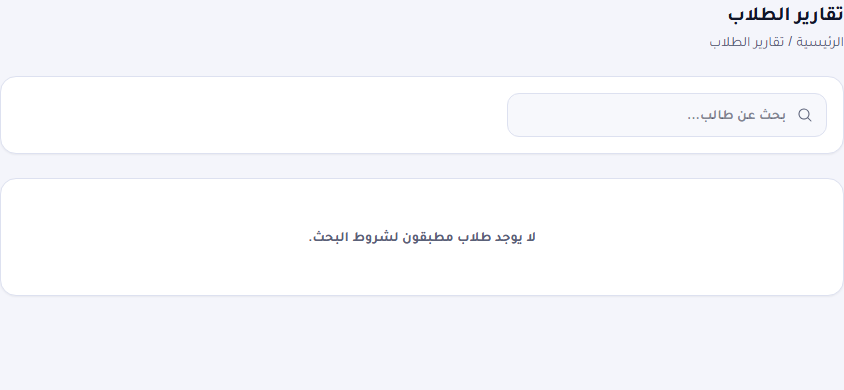 تقارير الطلاب
الرئيسية / تقارير الطلاب
بحث عن طالب...
لا يوجد طلاب مطبقون لشروط البحث.